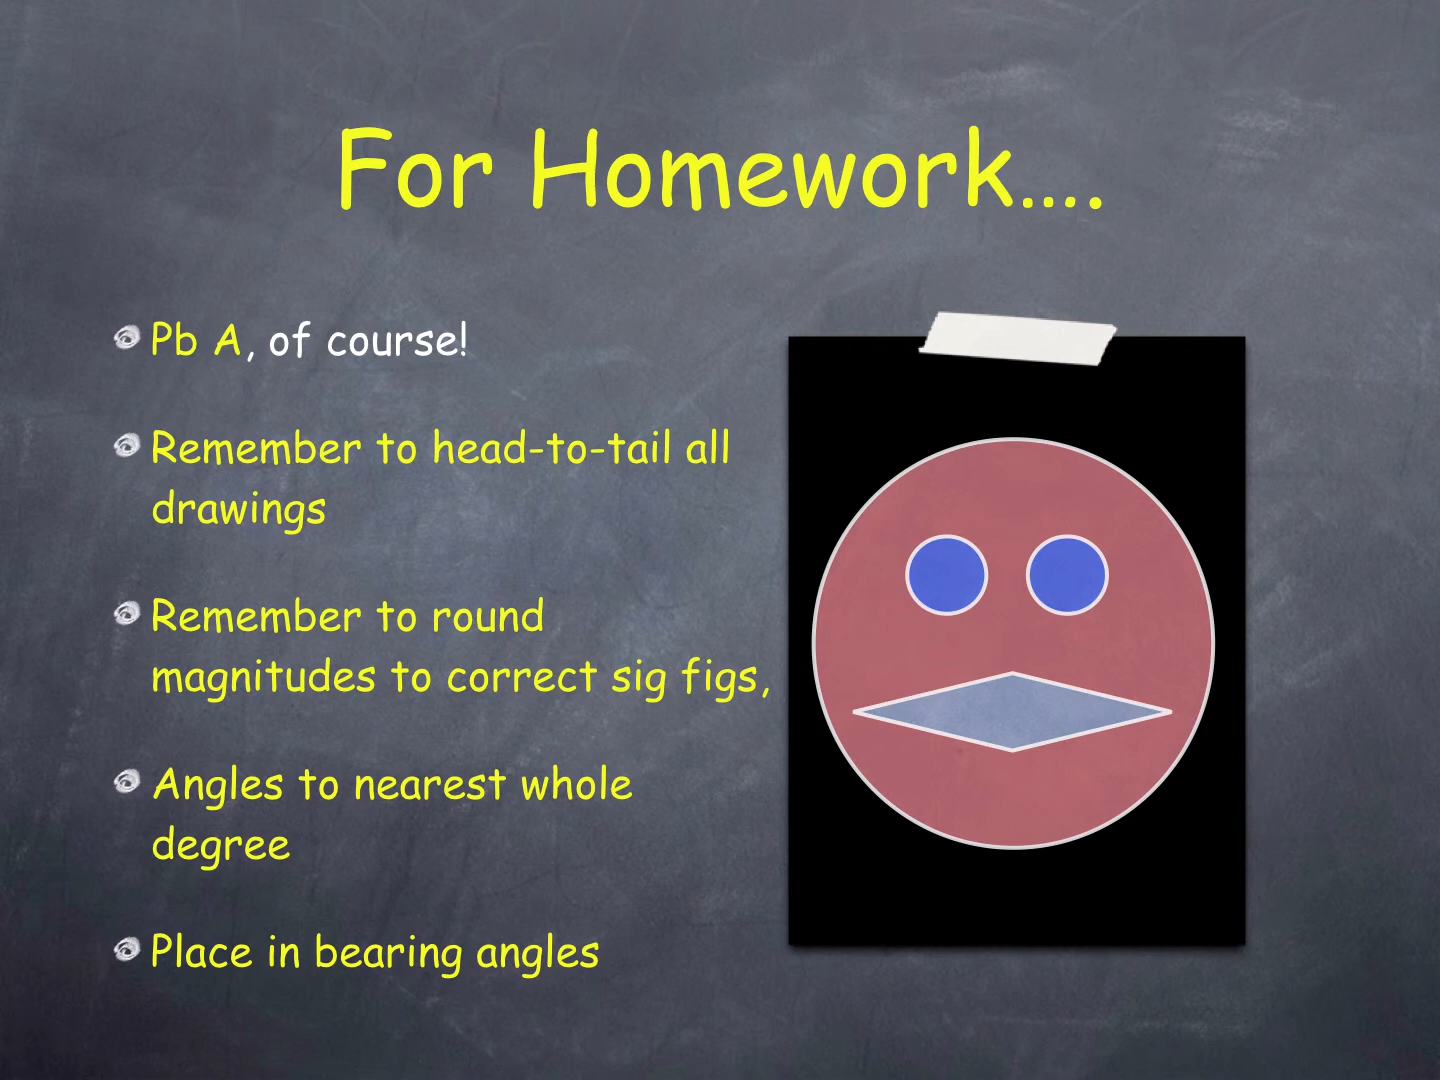 For Homework....
Pb A, of course!
Remember to head-to-tail all
drawings
Remember to round
magnitudes to correct sig figs,
Angles to nearest whole
degree
Place in bearing angles